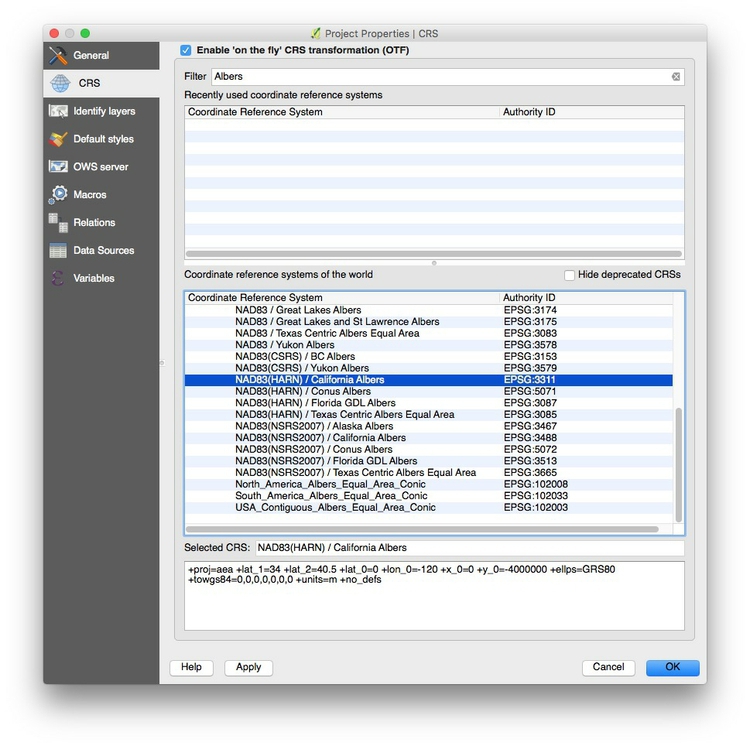 Project Properties | CRS
General
CRS
Identify layers
Default styles
OWS server
Macros
Relations
Data Sources
Variables
Enable 'on the fly' CRS transformation (OTF)
Filter Albers
Recently used coordinate reference systems
Coordinate Reference System Authority ID
Coordinate reference systems of the world Hide deprecated CRSs
Coordinate Reference System Authority ID
NAD83 / Great Lakes Albers EPSG:3174
NAD83 / Great Lakes and St Lawrence Albers EPSG:3175
NAD83 / Texas Centric Albers Equal Area EPSG:3083
NAD83 / Yukon Albers EPSG:3578
NAD83(CSRS) / BC Albers EPSG:3153
NAD83(CSRS) / Yukon Albers EPSG:3579
NAD83(HARN) / California Albers EPSG:3311
NAD83(HARN) / Conus Albers EPSG:5071
NAD83(HARN) / Florida GDL Albers EPSG:3087
NAD83(HARN) / Texas Centric Albers Equal Area EPSG:3085
NAD83(NSRS2007) / Alaska Albers EPSG:3467
NAD83(NSRS2007) / California Albers EPSG:3488
NAD83(NSRS2007) / Conus Albers EPSG:5072
NAD83(NSRS2007) / Florida GDL Albers EPSG:3513
NAD83(NSRS2007) / Texas Centric Albers Equal Area EPSG:3665
North_America_Albers_Equal_Area_Conic EPSG:102008
South_America_Albers_Equal_Area_Conic EPSG:102033
USA_Contiguous_Albers_Equal_Area_Conic EPSG:102003
Selected CRS: NAD83(HARN) / California Albers
+proj=aea +lat_1=34 +lat_2=40.5 +lat_0=0 +lon_0=-120 +x_0=0 +y_0=-4000000 +ellps=GRS80
+towgs84=0,0,0,0,0,0,0 +units=m +no_defs
Help Apply Cancel OK